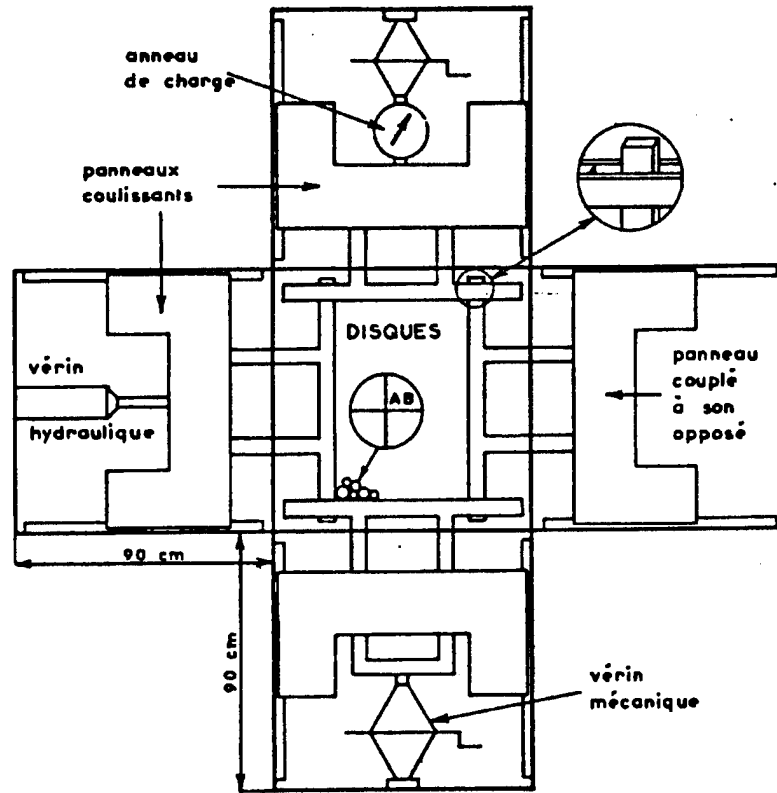 anneau
de charge
panneaux
coulissants
DISQUES
vérin
hydraulique
AB
panneau
couplé
à son
opposé
90 cm
90 cm
vérin
mécanique